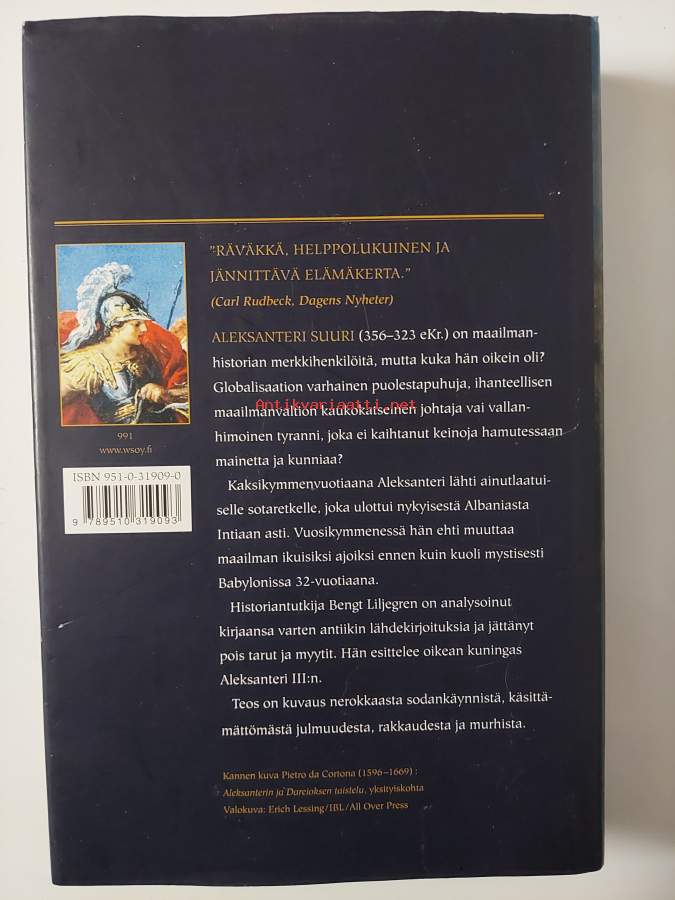 "RÄVÄKKÄ, HELPPOLUKUINEN JA
JÄNNITTÄVÄ ELÄMÄKERTA."
(Carl Rudbeck, Dagens Nyheter)
ALEKSANTERI SUURI (356–323 eKr.) on maailman-
historian merkkihenkilöitä, mutta kuka hän oikein oli?
Globalisaation varhainen puolestapuhuja, ihanteellisen
maailmanvaltion kaukokatseinen johtaja vai vallan-
Antikvariaatti.net
himoinen tyranni, joka ei kaihtanut keinoja hamutessaan
mainetta ja kunniaa?
Kaksikymmenvuotiaana Aleksanteri lähti ainutlaatui-
selle sotaretkelle, joka ulottui nykyisestä Albaniasta
Intiaan asti. Vuosikymmenessä hän ehti muuttaa
maailman ikuisiksi ajoiksi ennen kuin kuoli mystisesti
Babylonissa 32-vuotiaana.
Historiantutkija Bengt Liljegren on analysoinut
kirjaansa varten antiikin lähdekirjoituksia ja jättänyt
pois tarut ja myytit. Hän esittelee oikean kuningas
Aleksanteri III:n.
Teos on kuvaus nerokkaasta sodankäynnistä, käsittä-
mättömästä julmuudesta, rakkaudesta ja murhista.
Kannen kuva Pietro da Cortona (1596–1669):
Aleksanterin ja Dareioksen taistelu, yksityiskohta
Valokuva: Erich Lessing/IBL/All Over Press
991
www.wsoy.fi
ISBN 951-0-31909-0
9 789510 319093